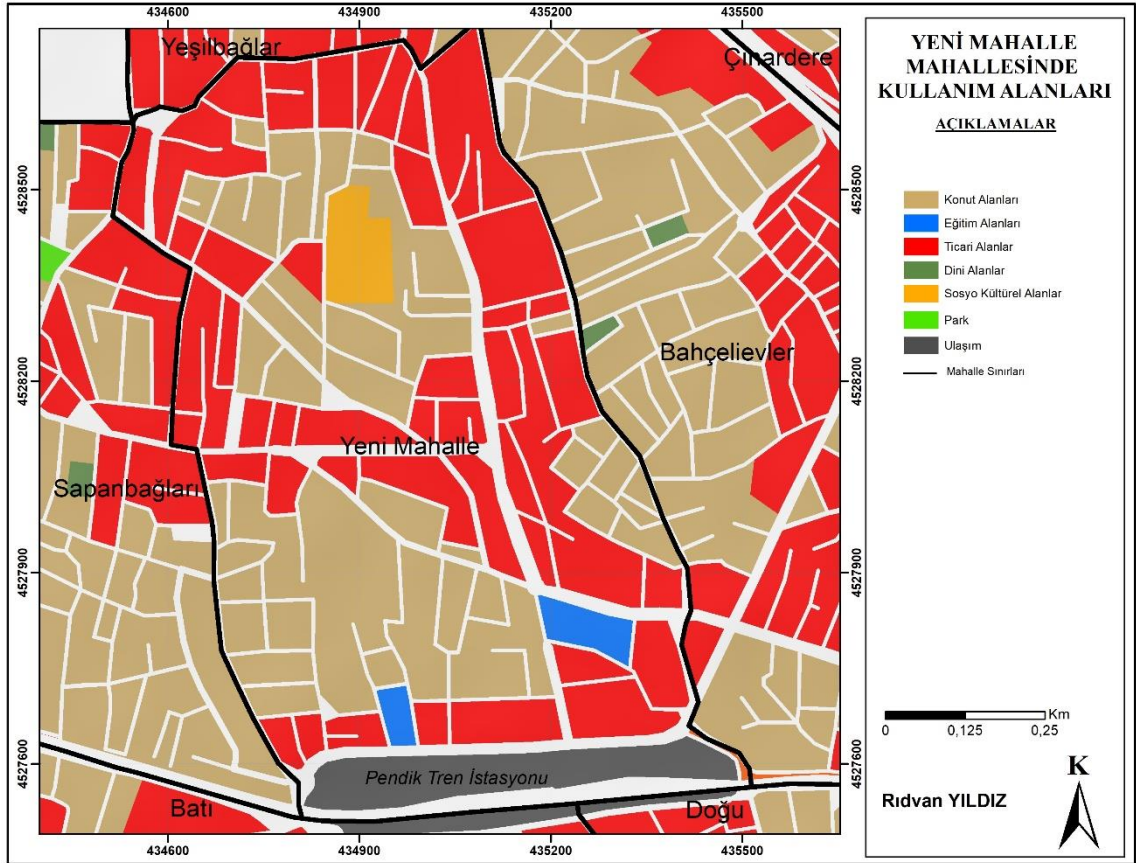 434600 434900 435200 435500
YENİ MAHALLE
MAHALLESİNDE
KULLANIM ALANLARI
AÇIKLAMALAR
Yeşilbağlar
Çınardere
4528500 4528500
Konut Alanları
Eğitim Alanları
Ticari Alanlar
Dini Alanlar
Sosyo Kültürel Alanlar
Park
Ulaşım
Mahalle Sınırları
Bahçelievler
4528200 4528200
Yeni Mahalle
Sapanbağları
4527900 4527900
Km
0 0,125 0,25
4527600 4527600
Pendik Tren İstasyonu
Batı
Doğu
Rıdvan YILDIZ
K
434600 434900 435200 435500